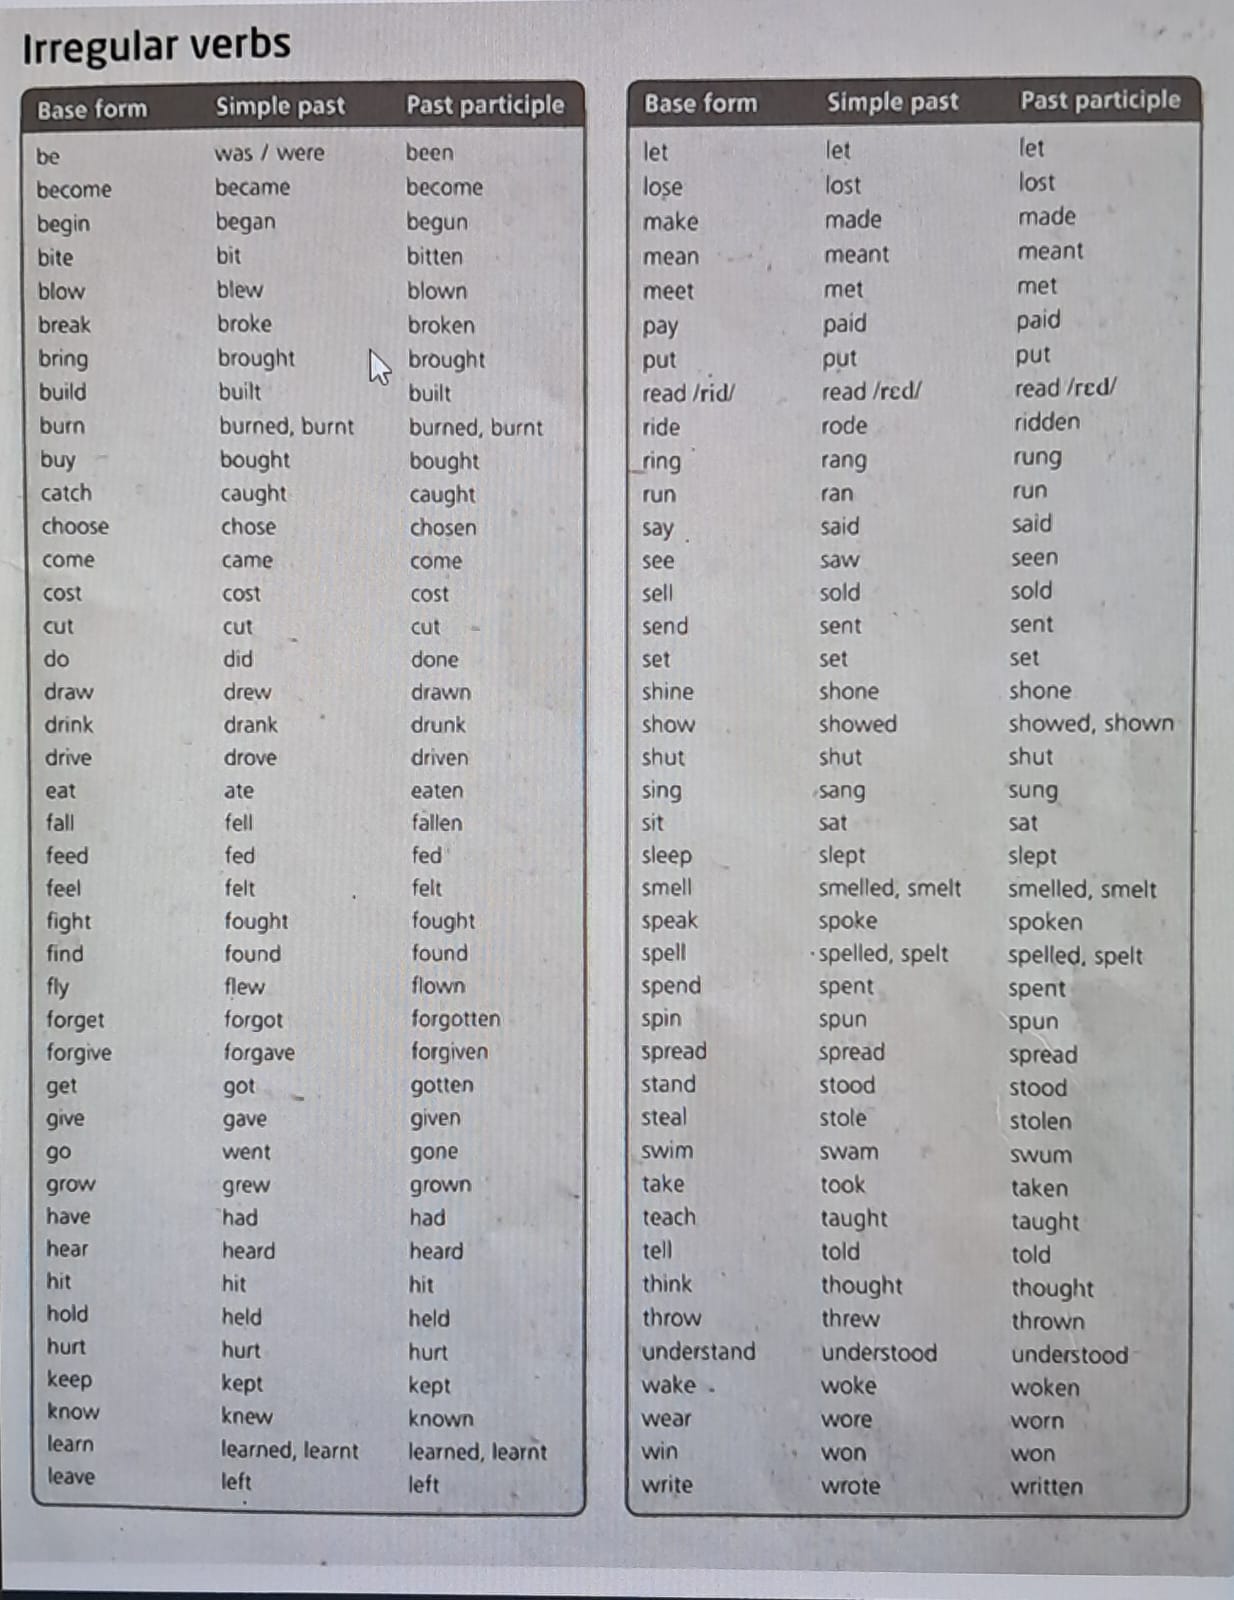 Irregular verbs
Base form Simple past Past participle
be was / were been
become became become
begin began begun
bite bit bitten
blow blew blown
break broke broken
bring brought brought
build built built
burn burned, burnt burned, burnt
buy bought bought
catch caught caught
choose chose chosen
come came come
cost cost cost
cut cut cut
do did done
draw drew drawn
drink drank drunk
drive drove driven
eat ate eaten
fall fell fallen
feed fed fed
feel felt felt
fight fought fought
find found found
fly flew flown
forget forgot forgotten
forgive forgave forgiven
get got gotten
give gave given
go went gone
grow grew grown
have had had
hear heard heard
hit hit hit
hold held held
hurt hurt hurt
keep kept kept
know knew known
learn learned, learnt learned, learnt
leave left left
Base form Simple past Past participle
let let let
lose lost lost
make made made
mean meant meant
meet met met
pay paid paid
put put put
read /rid/ read /rɛd/ read /rɛd/
ride rode ridden
ring rang rung
run ran run
say said said
see saw seen
sell sold sold
send sent sent
set set set
shine shone shone
show showed showed, shown
shut shut shut
sing sang sung
sit sat sat
sleep slept slept
smell smelled, smelt smelled, smelt
speak spoke spoken
spell spelled, spelt spelled, spelt
spend spent spent
spin spun spun
spread spread spread
stand stood stood
steal stole stolen
swim swam swum
take took taken
teach taught taught
tell told told
think thought thought
throw threw thrown
understand understood understood
wake woke woken
wear wore worn
win won won
write wrote written